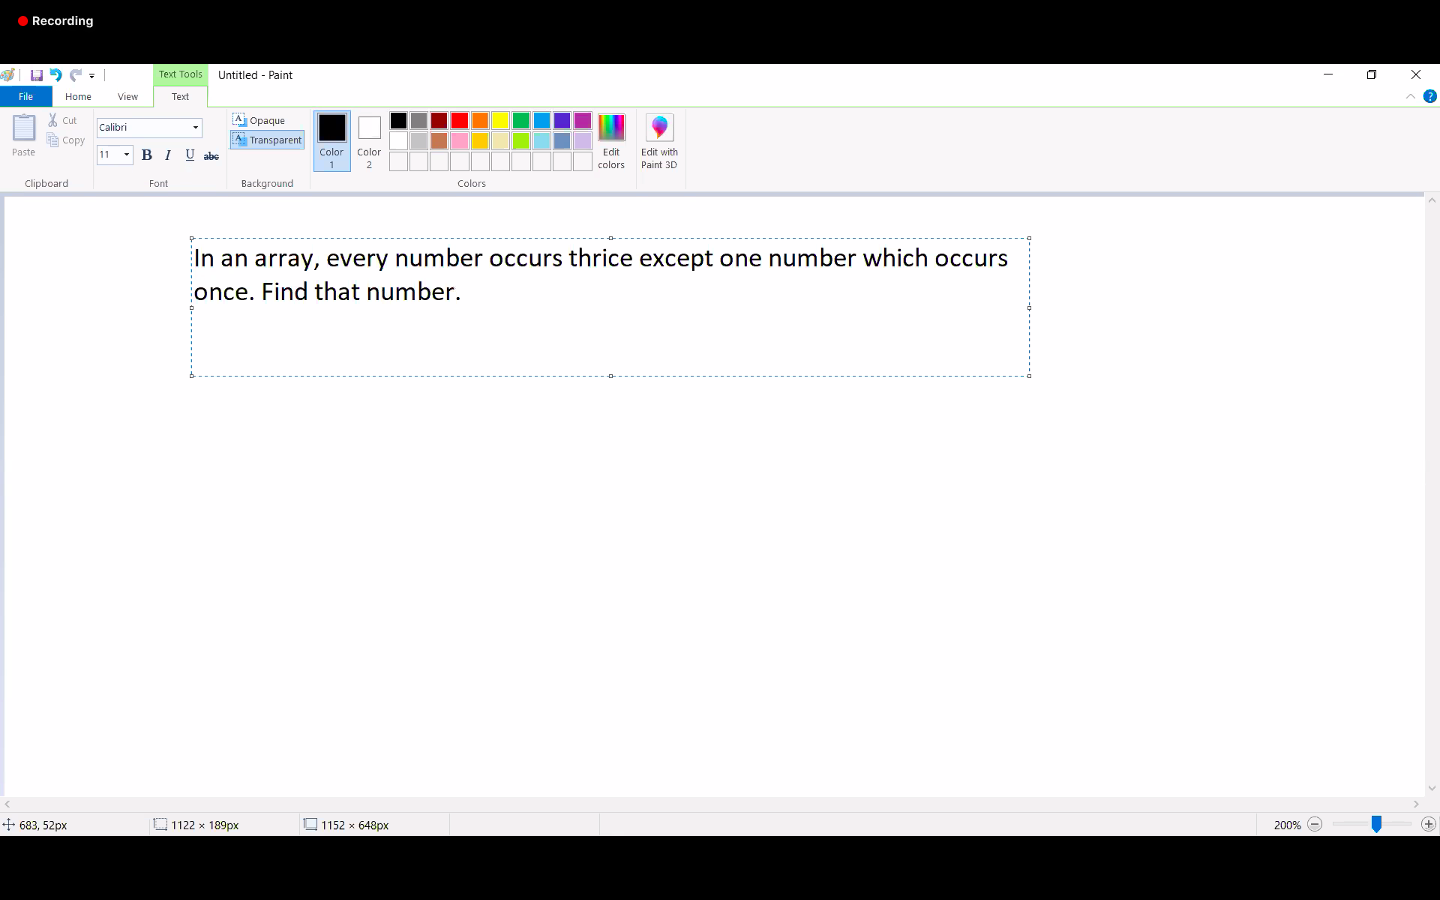 Recording
Text Tools
Untitled - Paint
File
Home
View
Text
Paste
Cut
Copy
Clipboard
Calibri
11
B I U abc
Font
A Opaque
A Transparent
Background
Color 1
Color 2
Edit colors
Colors
Edit with Paint 3D
?
In an array, every number occurs thrice except one number which occurs
once. Find that number.
683, 52px
1122 × 189px
1152 × 648px
200%